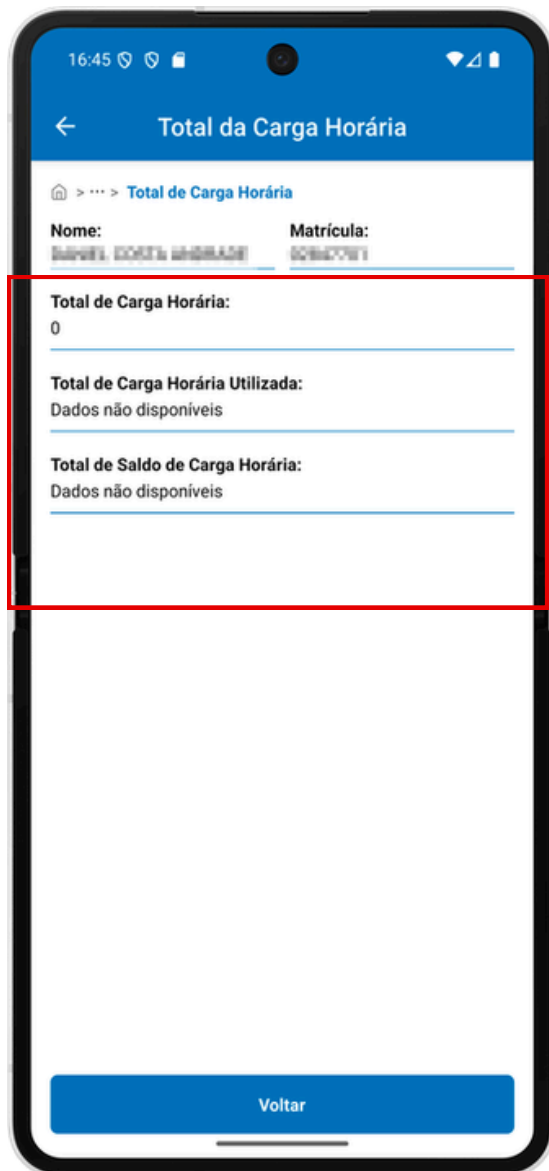 16:45
Total da Carga Horária
> ··· > Total de Carga Horária
Nome: Matrícula:
Total de Carga Horária:
0
Total de Carga Horária Utilizada:
Dados não disponíveis
Total de Saldo de Carga Horária:
Dados não disponíveis
Voltar